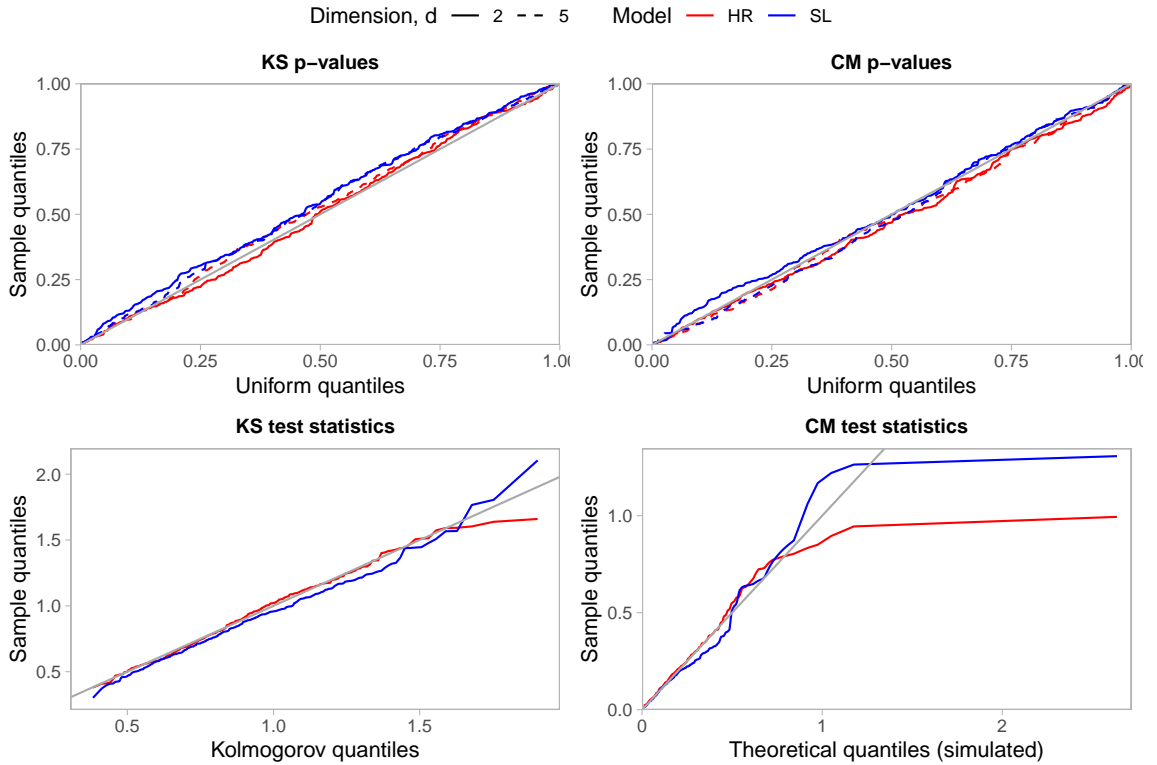 Dimension, d 2 5 Model HR SL
KS p−values
CM p−values
Sample quantiles
1.00
0.75
0.50
0.25
0.00
0.00 0.25 0.50 0.75 1.00
Uniform quantiles
Sample quantiles
1.00
0.75
0.50
0.25
0.00
0.00 0.25 0.50 0.75 1.00
Uniform quantiles
KS test statistics
CM test statistics
Sample quantiles
2.0
1.5
1.0
0.5
0.5 1.0 1.5
Kolmogorov quantiles
Sample quantiles
1.0
0.5
0.0
0 1 2
Theoretical quantiles (simulated)